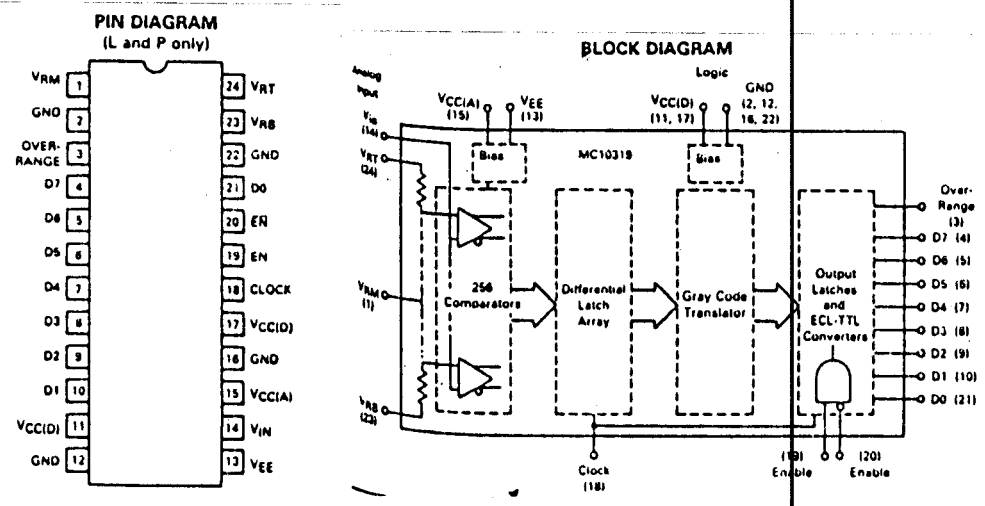 PIN DIAGRAM
(L and P only)
VRM 1
GND 2
OVER-
RANGE 3
D7 4
D6 5
D5 6
D4 7
D3 8
D2 9
D1 10
VCC(D) 11
GND 12
24 VRT
23 VRB
22 GND
21 D0
20 EN
19 EN
18 CLOCK
17 VCC(D)
16 GND
15 VCC(A)
14 VIN
13 VEE
BLOCK DIAGRAM
Analog
Input
Vin
(14)
VRT
(24)
VRM
(1)
VRB
(23)
VCC(A)
(15)
VEE
(13)
Logic
VCC(D)
(11, 17)
GND
(2, 12,
16, 22)
Bias
MC10319
Bias
256
Comparators
Differential
Latch
Array
Gray Code
Translator
Output
Latches
and
ECL-TTL
Converters
Over-
Range
(3)
D7 (4)
D6 (5)
D5 (6)
D4 (7)
D3 (8)
D2 (9)
D1 (10)
D0 (21)
Clock
(18)
(19)
Enable
(20)
Enable